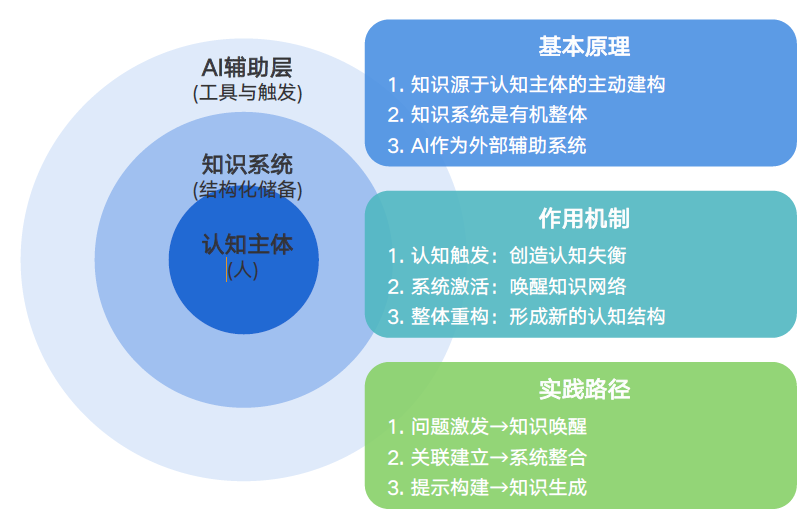 AI辅助层
(工具与触发)
知识系统
(结构化储备)
认知主体
(人)
基本原理
1. 知识源于认知主体的主动建构
2. 知识系统是有机整体
3. AI作为外部辅助系统
作用机制
1. 认知触发：创造认知失衡
2. 系统激活：唤醒知识网络
3. 整体重构：形成新的认知结构
实践路径
1. 问题激发→知识唤醒
2. 关联建立→系统整合
3. 提示构建→知识生成